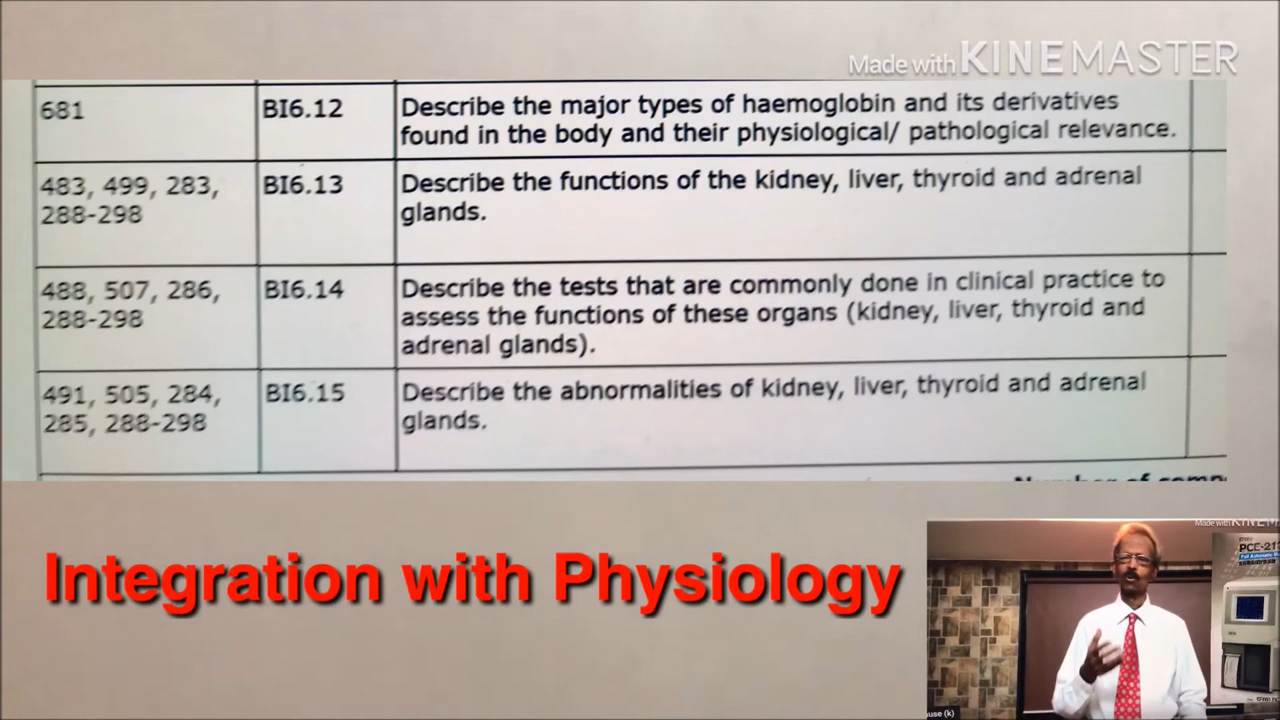 Made with KINEMASTER
681 BI6.12 Describe the major types of haemoglobin and its derivatives
found in the body and their physiological/ pathological relevance.
483, 499, 283, BI6.13 Describe the functions of the kidney, liver, thyroid and adrenal
288-298 glands.
488, 507, 286, BI6.14 Describe the tests that are commonly done in clinical practice to
288-298 assess the functions of these organs (kidney, liver, thyroid and
adrenal glands).
491, 505, 284, BI6.15 Describe the abnormalities of kidney, liver, thyroid and adrenal
285, 288-298 glands.
Integration with Physiology
Made with
PCE-21